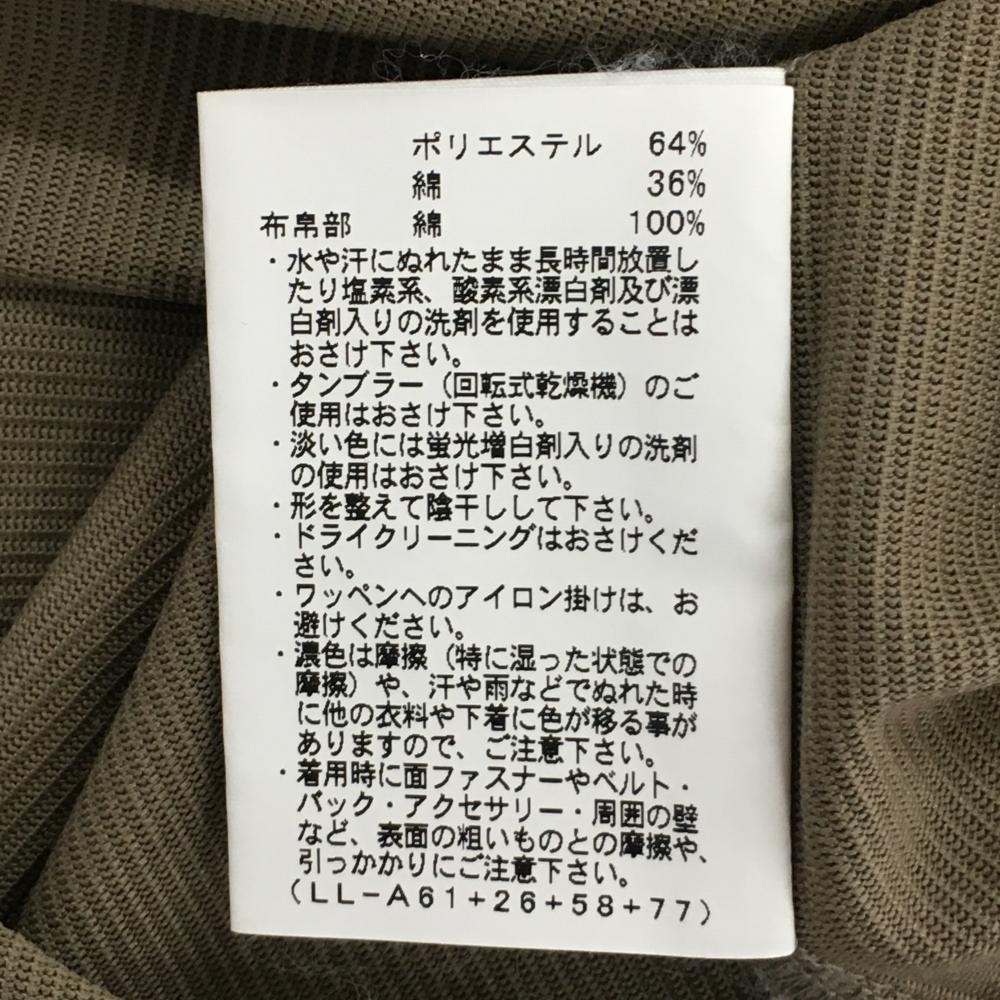 ポリエステル 64%
綿 36%
布帛部 綿 100%
・水や汗にぬれたまま長時間放置し
たり塩素系、酸素系漂白剤及び漂
白剤入りの洗剤を使用することは
おさけ下さい。
・タンブラー（回転式乾燥機）のご
使用はおさけ下さい。
・淡い色には蛍光増白剤入りの洗剤
の使用はおさけ下さい。
・形を整えて陰干しして下さい。
・ドライクリーニングはおさけくだ
さい。
・ワッペンへのアイロン掛けは、お
避けください。
・濃色は摩擦（特に湿った状態での
摩擦）や、汗や雨などでぬれた時
に他の衣料や下着に色が移る事が
ありますので、ご注意下さい。
・着用時に面ファスナーやベルト・
バック・アクセサリー・周囲の壁
など、表面の粗いものとの摩擦や、
引っかかりにご注意下さい。
（LL－A61＋26＋58＋77）